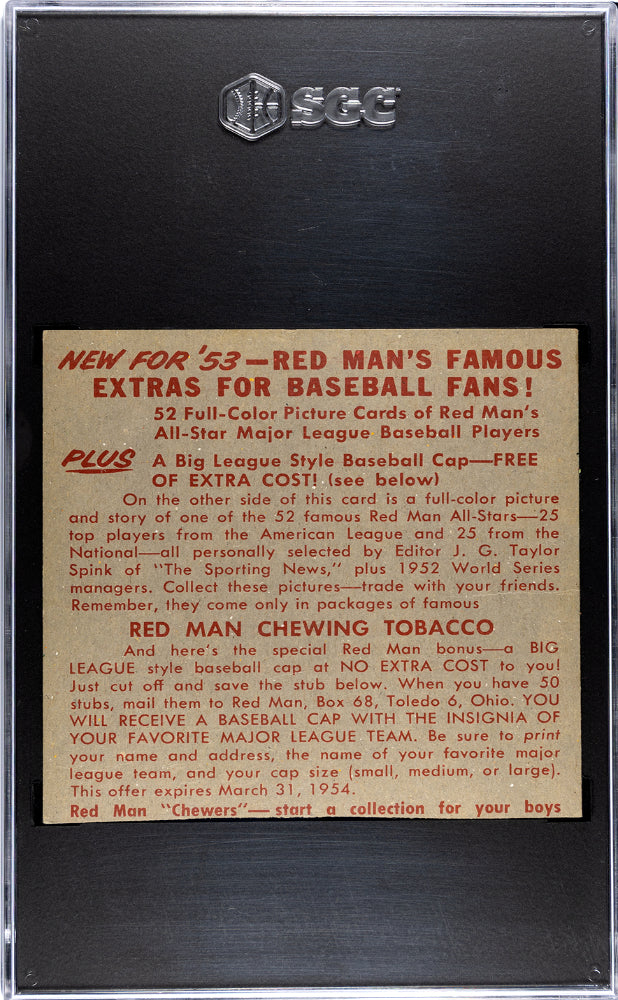 SGC
NEW FOR '53—RED MAN'S FAMOUS
EXTRAS FOR BASEBALL FANS!
52 Full-Color Picture Cards of Red Man's
All-Star Major League Baseball Players
PLUS A Big League Style Baseball Cap—FREE
OF EXTRA COST! (see below)
On the other side of this card is a full-color picture
and story of one of the 52 famous Red Man All-Stars—25
top players from the American League and 25 from the
National—all personally selected by Editor J. G. Taylor
Spink of "The Sporting News," plus 1952 World Series
managers. Collect these pictures—trade with your friends.
Remember, they come only in packages of famous
RED MAN CHEWING TOBACCO
And here's the special Red Man bonus—a BIG
LEAGUE style baseball cap at NO EXTRA COST to you!
Just cut off and save the stub below. When you have 50
stubs, mail them to Red Man, Box 68, Toledo 6, Ohio. YOU
WILL RECEIVE A BASEBALL CAP WITH THE INSIGNIA OF
YOUR FAVORITE MAJOR LEAGUE TEAM. Be sure to print
your name and address, the name of your favorite major
league team, and your cap size (small, medium, or large).
This offer expires March 31, 1954.
Red Man "Chewers"—start a collection for your boys